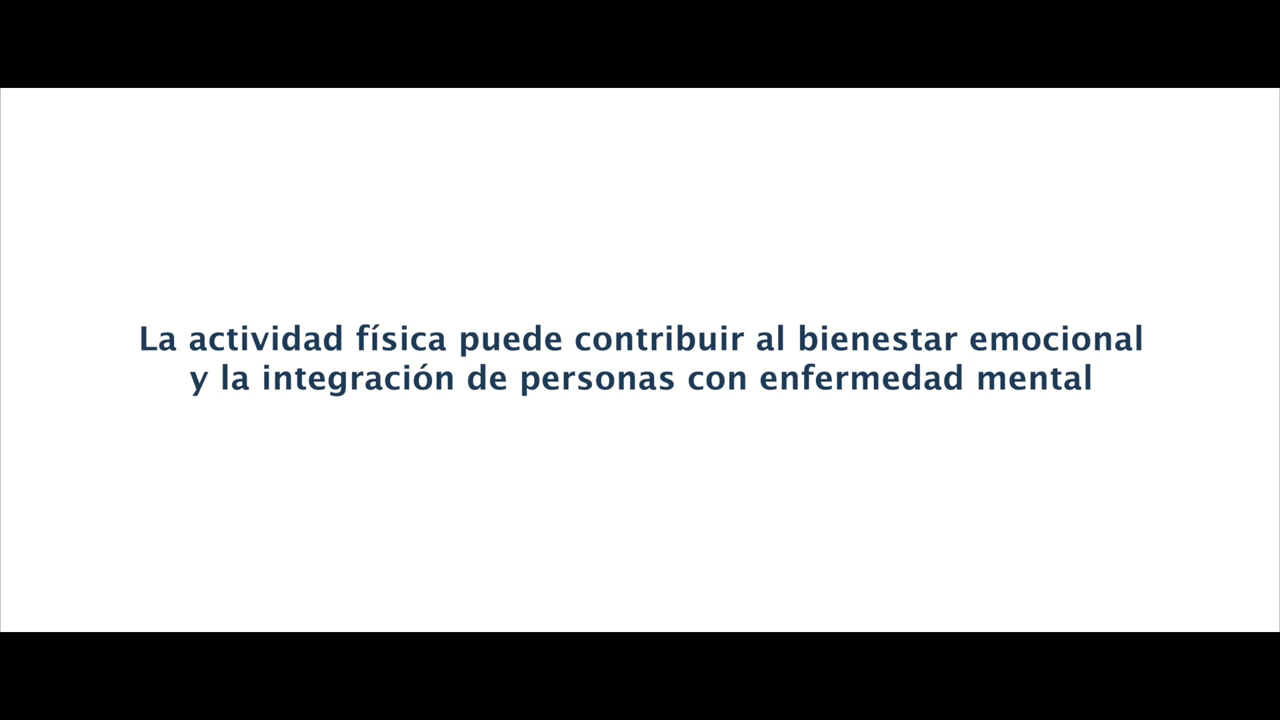 La actividad física puede contribuir al bienestar emocional
y la integración de personas con enfermedad mental